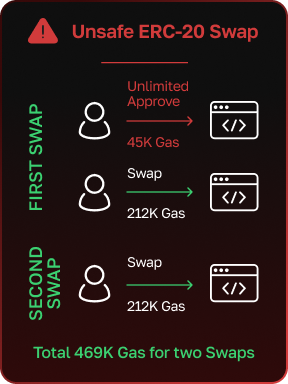 Unsafe ERC-20 Swap
FIRST SWAP
Unlimited
Approve
45K Gas
</>
Swap
212K Gas
</>
SECOND
SWAP
Swap
212K Gas
</>
Total 469K Gas for two Swaps